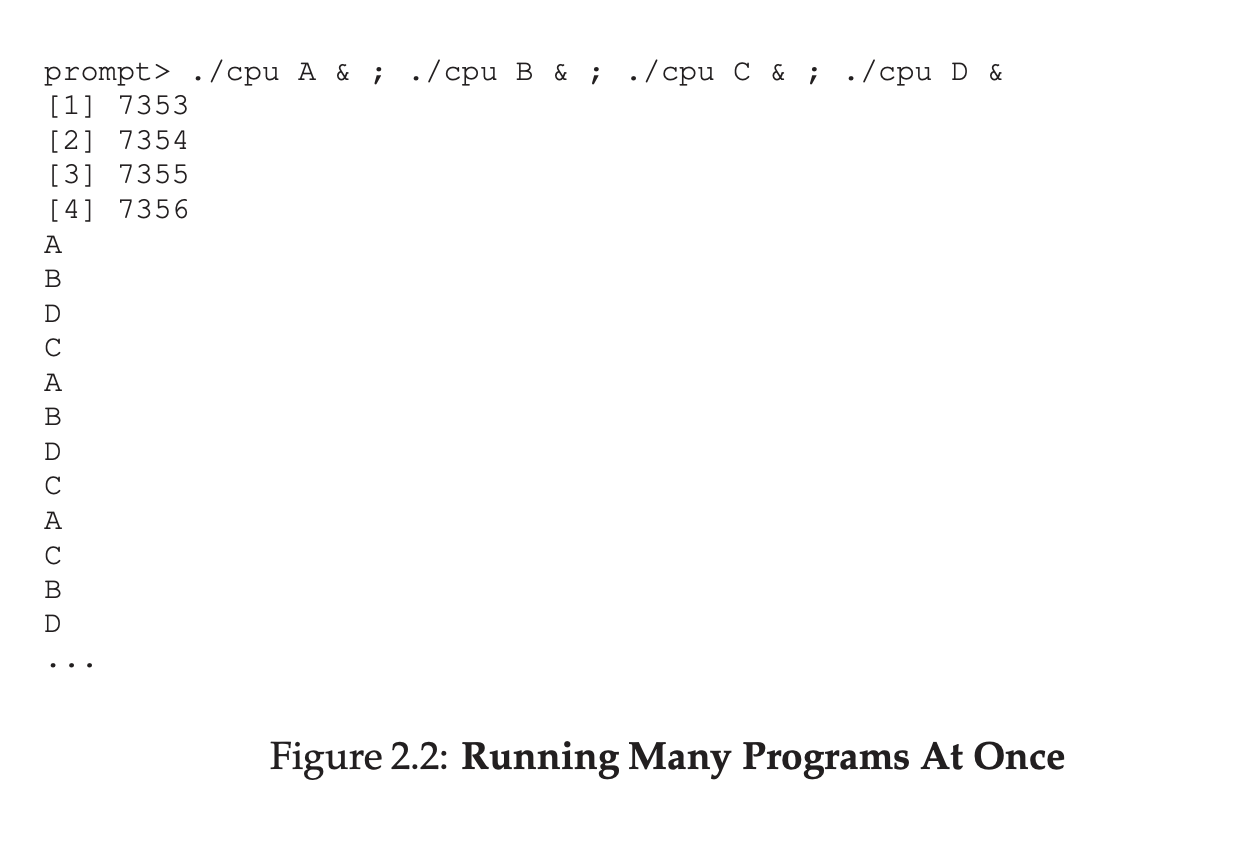 prompt> ./cpu A & ; ./cpu B & ; ./cpu C & ; ./cpu D &
[1] 7353
[2] 7354
[3] 7355
[4] 7356
A
B
D
C
A
B
D
C
A
C
B
D
...
Figure 2.2: Running Many Programs At Once